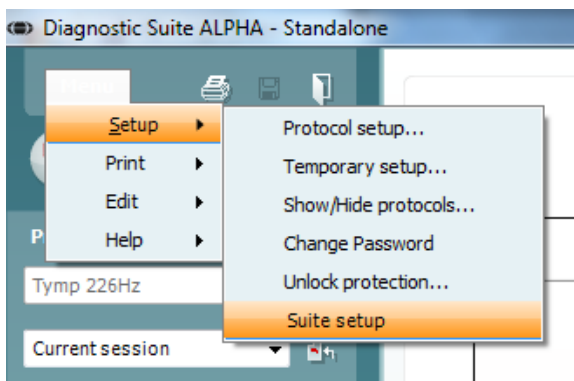 Diagnostic Suite ALPHA - Standalone
Menu
Setup
Print
Edit
Help
Protocol setup...
Temporary setup...
Show/Hide protocols...
Change Password
Unlock protection...
Suite setup
P
Tymp 226Hz
Current session